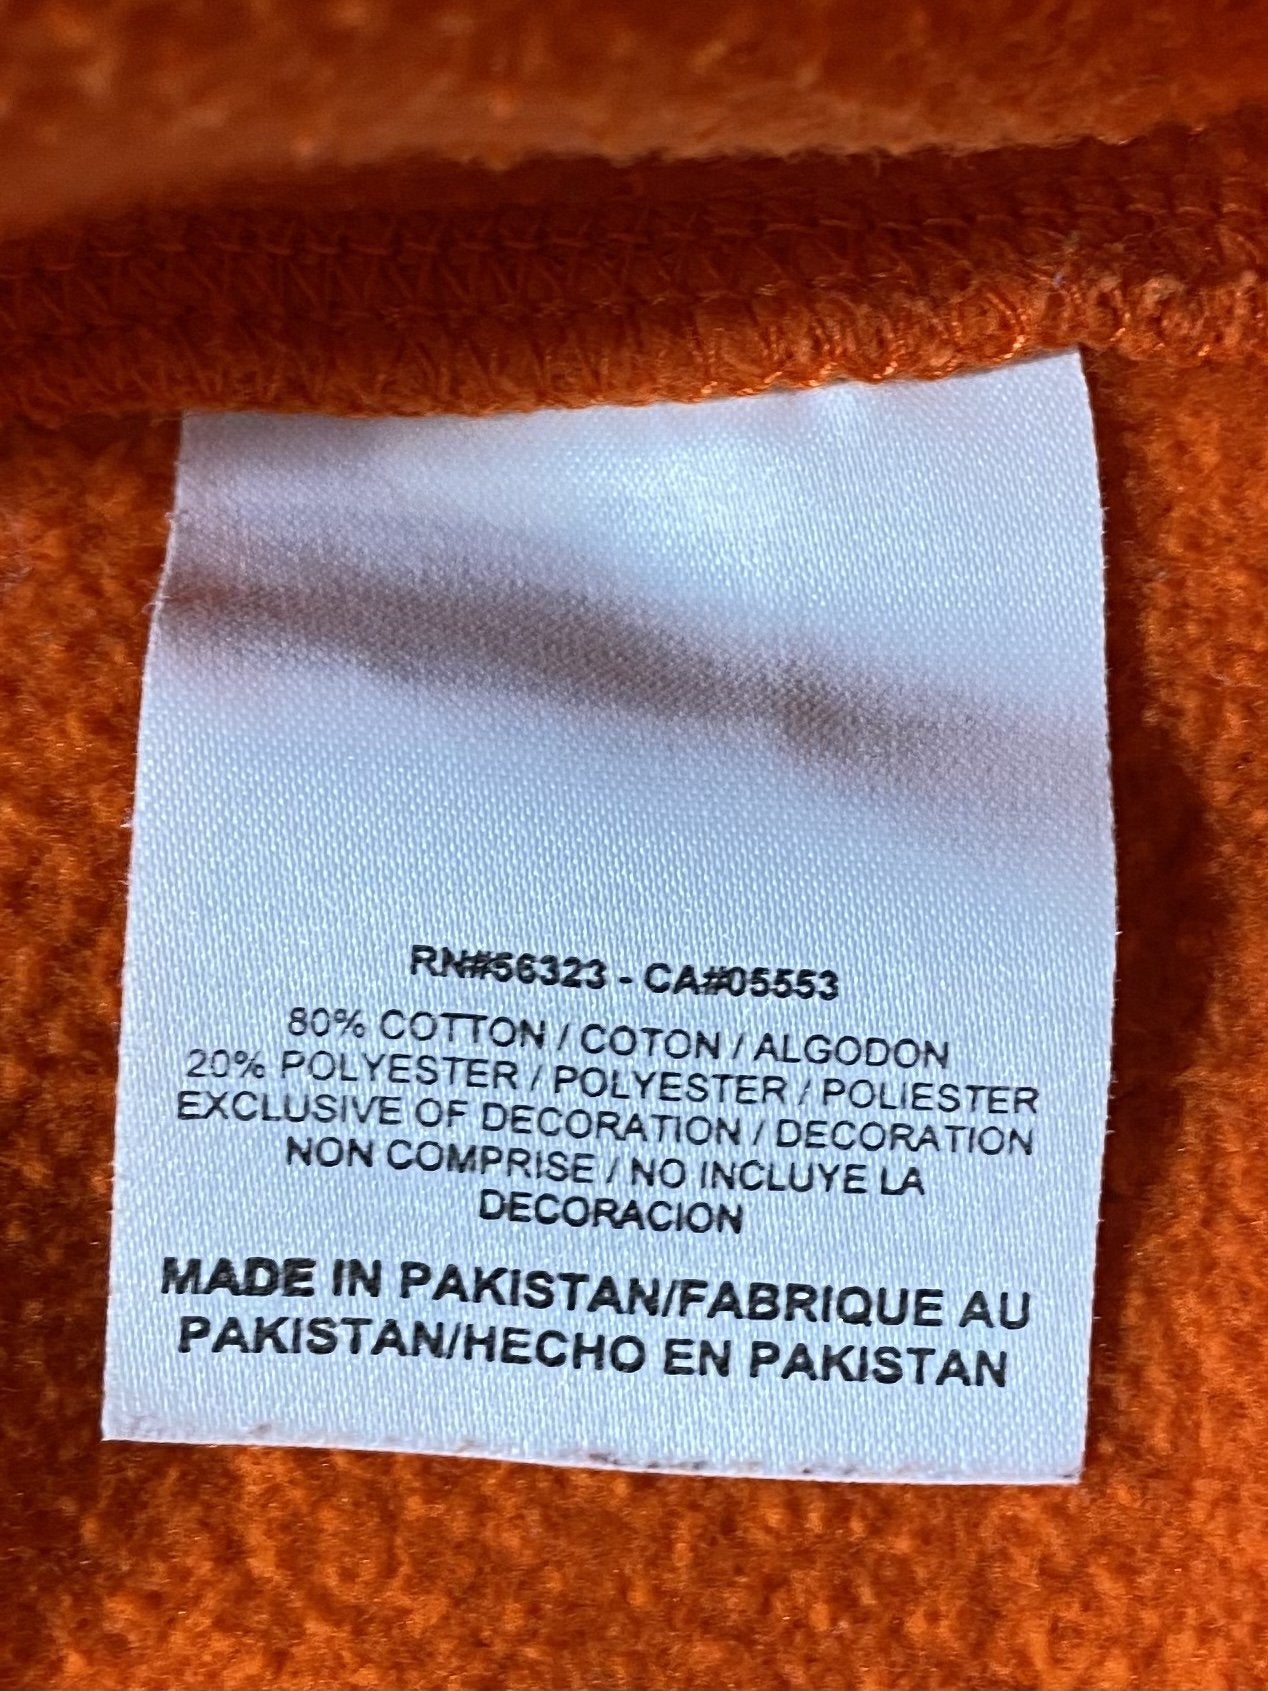 RN#56323 - CA#05553
80% COTTON / COTON / ALGODON
20% POLYESTER / POLYESTER / POLIESTER
EXCLUSIVE OF DECORATION / DECORATION
NON COMPRISE / NO INCLUYE LA
DECORACION
MADE IN PAKISTAN/FABRIQUE AU
PAKISTAN/HECHO EN PAKISTAN